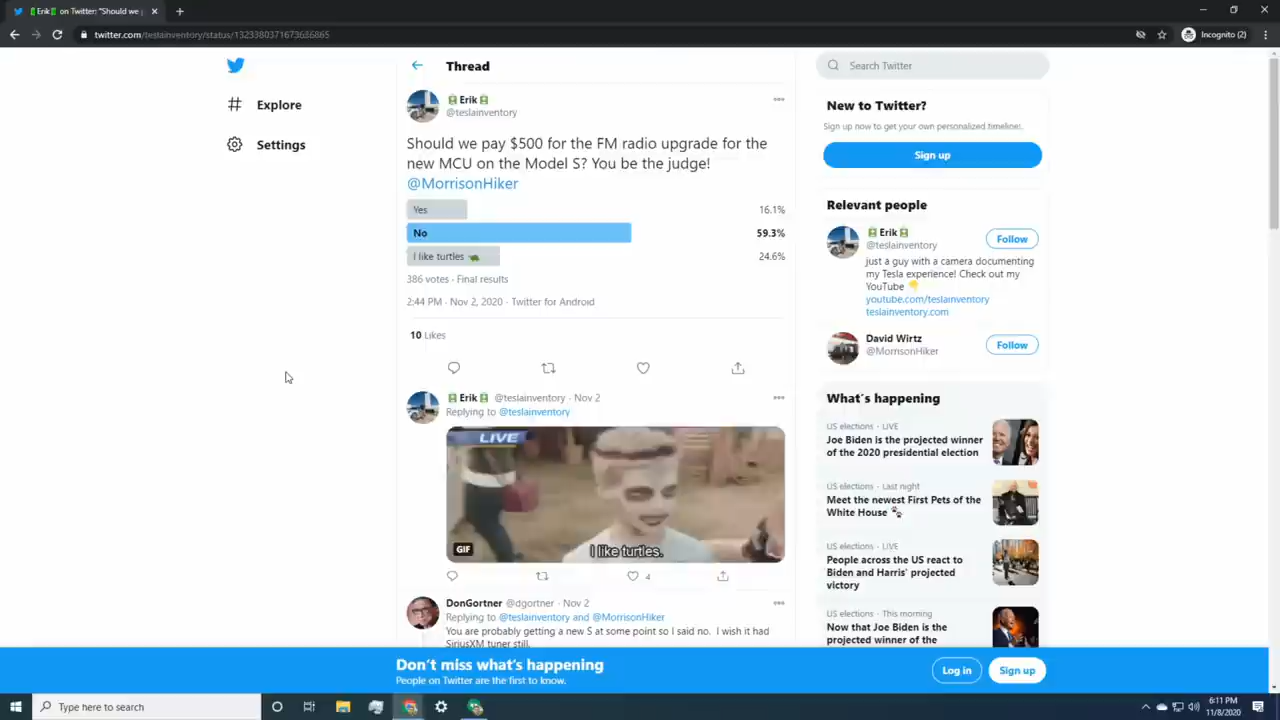 Erik on Twitter: "Should we
twitter.com/teslainventory/status/1323380371673686865
Incognito (2)
Explore
Settings
Thread
Erik
@teslainventory
Should we pay $500 for the FM radio upgrade for the
new MCU on the Model S? You be the judge!
@MorrisonHiker
Yes 16.1%
No 59.3%
I like turtles 🐢 24.6%
386 votes · Final results
2:44 PM · Nov 2, 2020 · Twitter for Android
10 Likes
Erik @teslainventory · Nov 2
Replying to @teslainventory
LIVE
I like turtles.
GIF
4
DonGortner @dgortner · Nov 2
Replying to @teslainventory and @MorrisonHiker
You are probably getting a new S at some point so I said no. I wish it had
SiriusXM tuner still.
Search Twitter
New to Twitter?
Sign up now to get your own personalized timeline!
Sign up
Relevant people
Erik
@teslainventory
Follow
just a guy with a camera documenting
my Tesla experience! Check out my
YouTube 👇
youtube.com/teslainventory
teslainventory.com
David Wirtz
@MorrisonHiker
Follow
What's happening
US elections · LIVE
Joe Biden is the projected winner
of the 2020 presidential election
US elections · Last night
Meet the newest First Pets of the
White House 🐾
US elections · LIVE
People across the US react to
Biden and Harris' projected
victory
US elections · This morning
Now that Joe Biden is the
projected winner of the
Don't miss what's happening
People on Twitter are the first to know.
Log in
Sign up
Type here to search
6:11 PM
11/8/2020